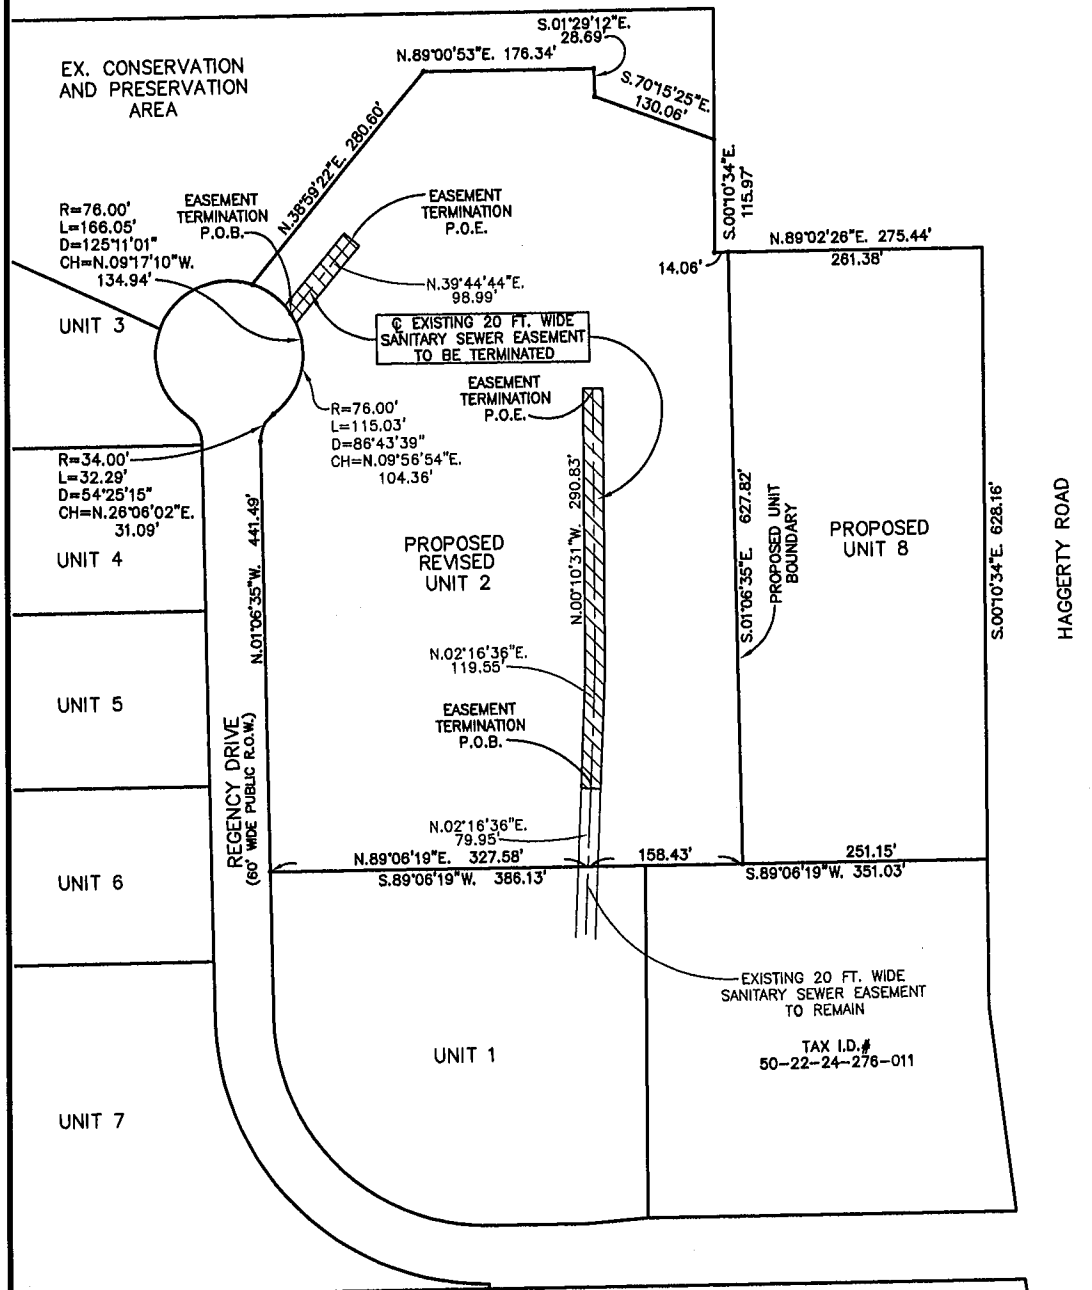 S.01°29'12"E.
28.69'
N.89°00'53"E. 176.34'
S.70°15'25"E.
130.06'
EX. CONSERVATION
AND PRESERVATION
AREA
N.38°59'22"E. 280.60'
S.00°10'34"E.
115.97'
R=76.00'
L=166.05'
D=125°11'01"
CH=N.09°17'10"W.
134.94'
EASEMENT
TERMINATION
P.O.B.
EASEMENT
TERMINATION
P.O.E.
N.89°02'26"E. 275.44'
261.38'
14.06'
N.39°44'44"E.
98.99'
UNIT 3
℄ EXISTING 20 FT. WIDE
SANITARY SEWER EASEMENT
TO BE TERMINATED
EASEMENT
TERMINATION
P.O.E.
R=76.00'
L=115.03'
D=86°43'39"
CH=N.09°56'54"E.
104.36'
R=34.00'
L=32.29'
D=54°25'15"
CH=N.26°06'02"E.
31.09'
UNIT 4
N.01°06'35"W. 441.49'
PROPOSED
REVISED
UNIT 2
N.00°10'31"W. 290.83'
S.01°06'35"E. 627.82'
PROPOSED UNIT
BOUNDARY
PROPOSED
UNIT 8
S.00°10'34"E. 628.16'
HAGGERTY ROAD
N.02°16'36"E.
119.55'
UNIT 5
EASEMENT
TERMINATION
P.O.B.
REGENCY DRIVE
(60' WIDE PUBLIC R.O.W.)
N.02°16'36"E.
79.95'
N.89°06'19"E. 327.58'
158.43'
251.15'
S.89°06'19"W. 386.13'
S.89°06'19"W. 351.03'
UNIT 6
EXISTING 20 FT. WIDE
SANITARY SEWER EASEMENT
TO REMAIN
TAX I.D.#
50-22-24-276-011
UNIT 1
UNIT 7